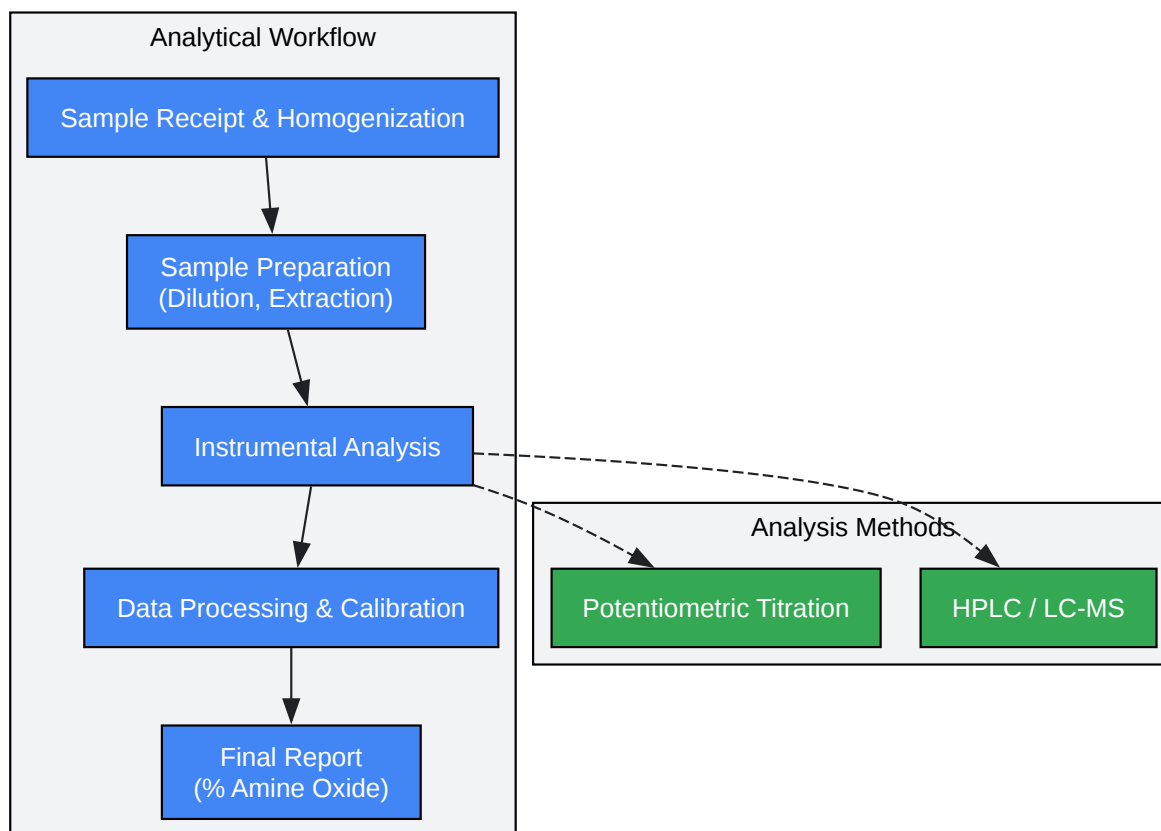 Analytical Workflow
Sample Receipt & Homogenization
Sample Preparation
(Dilution, Extraction)
Instrumental Analysis
Analysis Methods
Data Processing & Calibration
Potentiometric Titration
HPLC / LC-MS
Final Report
(% Amine Oxide)